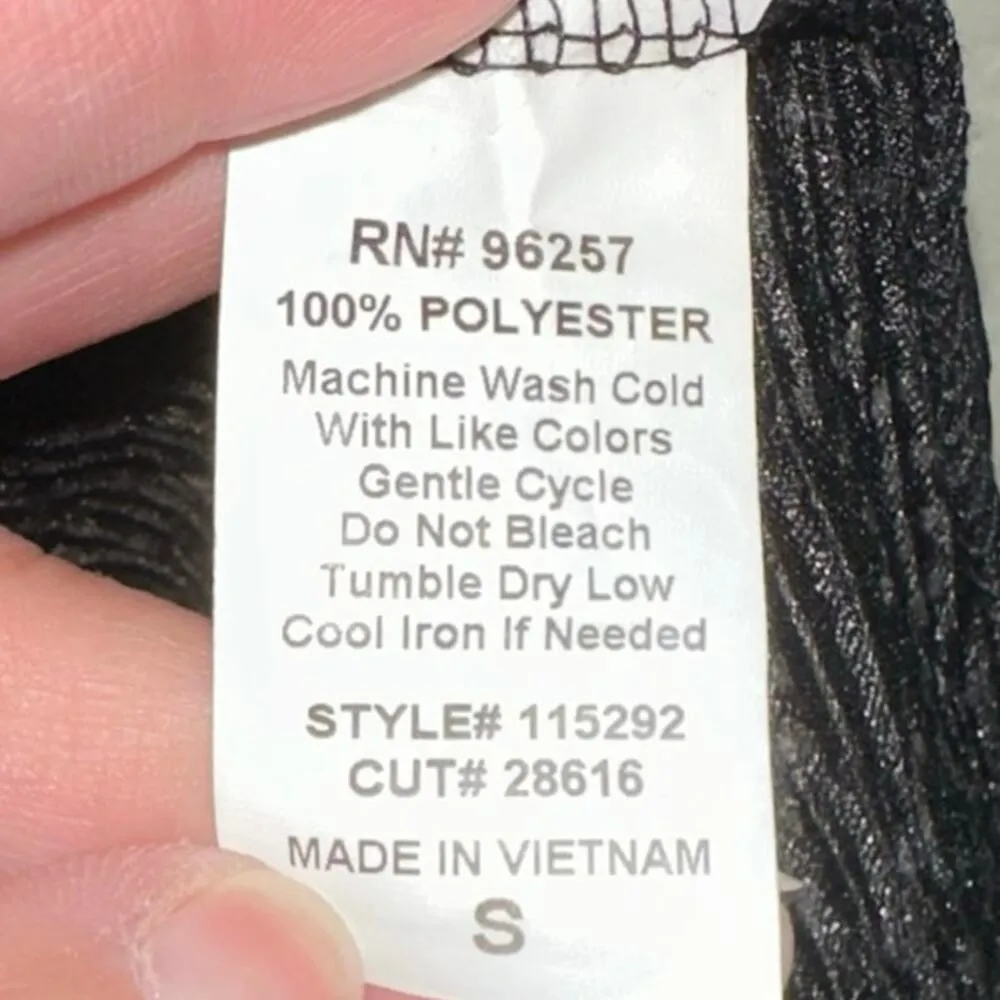 RN# 96257
100% POLYESTER
Machine Wash Cold
With Like Colors
Gentle Cycle
Do Not Bleach
Tumble Dry Low
Cool Iron If Needed
STYLE# 115292
CUT# 28616
MADE IN VIETNAM
S